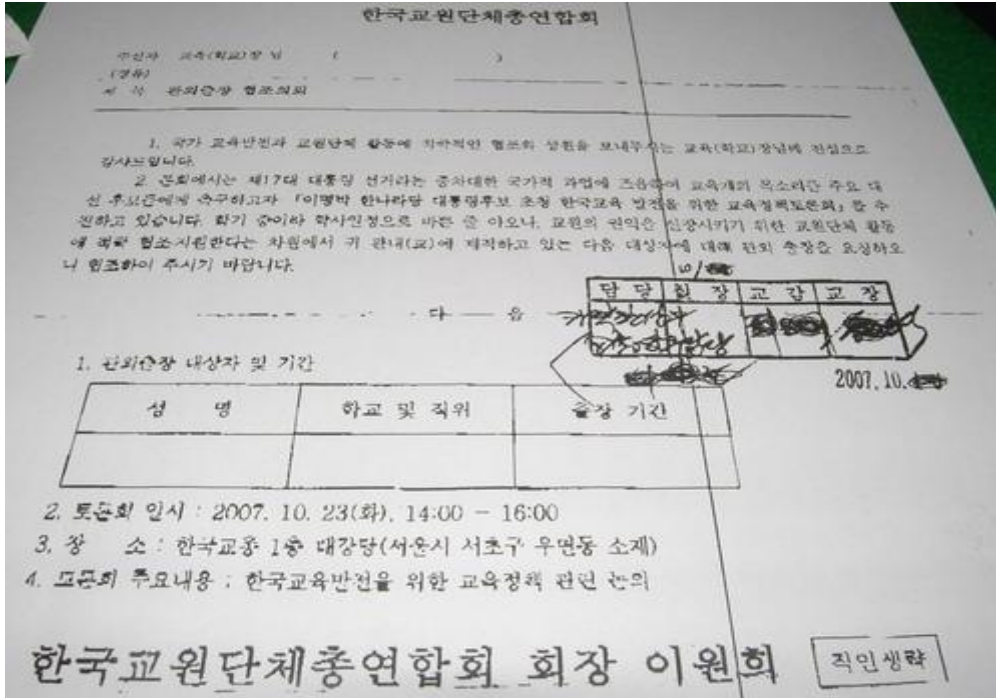 한국교원단체총연합회
수신자 교육(학교)장 님 ( )
(경유)
제 목 관외출장 협조의뢰
1. 국가 교육발전과 교원단체 활동에 적극적인 협조와 성원을 보내주시는 교육(학교)장님께 진심으로
감사드립니다.
2. 본회에서는 제17대 대통령 선거라는 중차대한 국가적 과업에 즈음하여 교육계의 목소리를 주요 대
선 후보들에게 촉구하고자 「이명박 한나라당 대통령후보 초청 한국교육 발전을 위한 교육정책토론회」를 추
진하고 있습니다. 학기 중이라 학사일정으로 바쁜 줄 아오나, 교원의 권익을 신장시키기 위한 교원단체 활동
에 적극 협조지원한다는 차원에서 귀 관내(교)에 재직하고 있는 다음 대상자에 대해 관외 출장을 요청하오
니 협조하여 주시기 바랍니다.
담 당 부 장 교 감 교 장
다 음
2007. 10.
1. 관외출장 대상자 및 기간
성 명 학교 및 직위 출장 기간
2. 토론회 일시 : 2007. 10. 23(화). 14:00 - 16:00
3. 장 소 : 한국교총 1층 대강당(서울시 서초구 우면동 소재)
4. 토론회 주요내용 : 한국교육발전을 위한 교육정책 관련 논의
한국교원단체총연합회 회장 이원희 직인생략